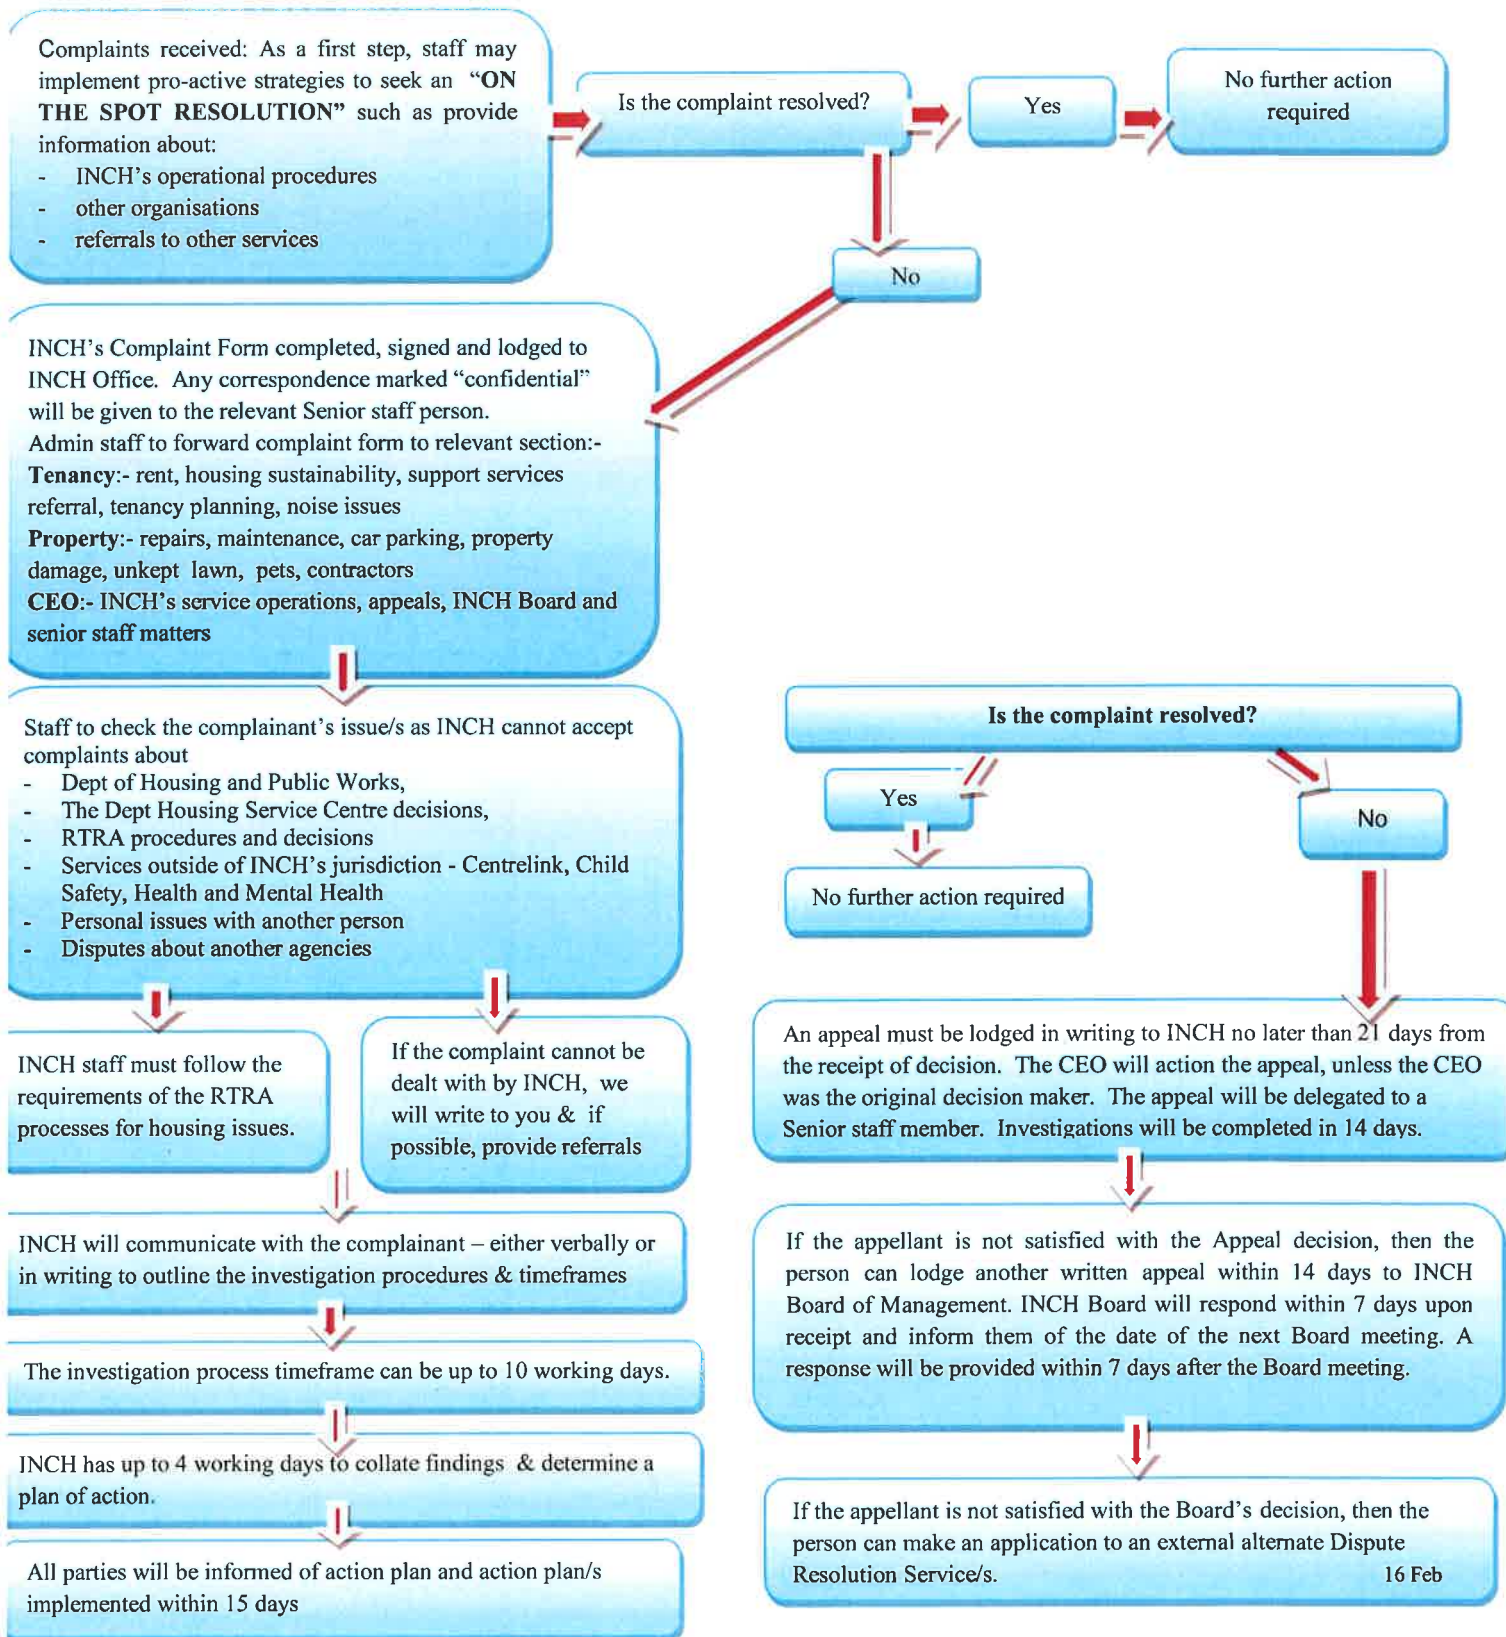 Complaints received: As a first step, staff may
implement pro-active strategies to seek an “ON
THE SPOT RESOLUTION” such as provide
information about:
- INCH’s operational procedures
- other organisations
- referrals to other services
Is the complaint resolved?
Yes
No further action
required
No
INCH’s Complaint Form completed, signed and lodged to
INCH Office. Any correspondence marked “confidential”
will be given to the relevant Senior staff person.
Admin staff to forward complaint form to relevant section:-
Tenancy:- rent, housing sustainability, support services
referral, tenancy planning, noise issues
Property:- repairs, maintenance, car parking, property
damage, unkept lawn, pets, contractors
CEO:- INCH’s service operations, appeals, INCH Board and
senior staff matters
Staff to check the complainant’s issue/s as INCH cannot accept
complaints about
- Dept of Housing and Public Works,
- The Dept Housing Service Centre decisions,
- RTRA procedures and decisions
- Services outside of INCH’s jurisdiction - Centrelink, Child
Safety, Health and Mental Health
- Personal issues with another person
- Disputes about another agencies
INCH staff must follow the
requirements of the RTRA
processes for housing issues.
If the complaint cannot be
dealt with by INCH, we
will write to you & if
possible, provide referrals
INCH will communicate with the complainant – either verbally or
in writing to outline the investigation procedures & timeframes
The investigation process timeframe can be up to 10 working days.
INCH has up to 4 working days to collate findings & determine a
plan of action.
All parties will be informed of action plan and action plan/s
implemented within 15 days
Is the complaint resolved?
Yes
No
No further action required
An appeal must be lodged in writing to INCH no later than 21 days from
the receipt of decision. The CEO will action the appeal, unless the CEO
was the original decision maker. The appeal will be delegated to a
Senior staff member. Investigations will be completed in 14 days.
If the appellant is not satisfied with the Appeal decision, then the
person can lodge another written appeal within 14 days to INCH
Board of Management. INCH Board will respond within 7 days upon
receipt and inform them of the date of the next Board meeting. A
response will be provided within 7 days after the Board meeting.
If the appellant is not satisfied with the Board’s decision, then the
person can make an application to an external alternate Dispute
Resolution Service/s. 16 Feb